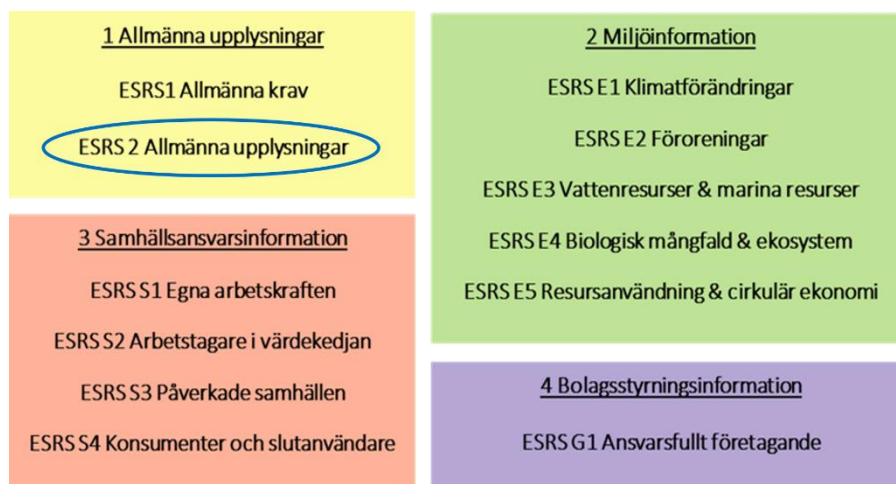 1 Allmänna upplysningar
ESRS1 Allmänna krav
ESRS 2 Allmänna upplysningar
2 Miljöinformation
ESRS E1 Klimatförändringar
ESRS E2 Föroreningar
ESRS E3 Vattenresurser & marina resurser
ESRS E4 Biologisk mångfald & ekosystem
ESRS E5 Resursanvändning & cirkulär ekonomi
3 Samhällsansvarsinformation
ESRS S1 Egna arbetskraften
ESRS S2 Arbetstagare i värdekedjan
ESRS S3 Påverkade samhällen
ESRS S4 Konsumenter och slutanvändare
4 Bolagsstyrningsinformation
ESRS G1 Ansvarsfullt företagande